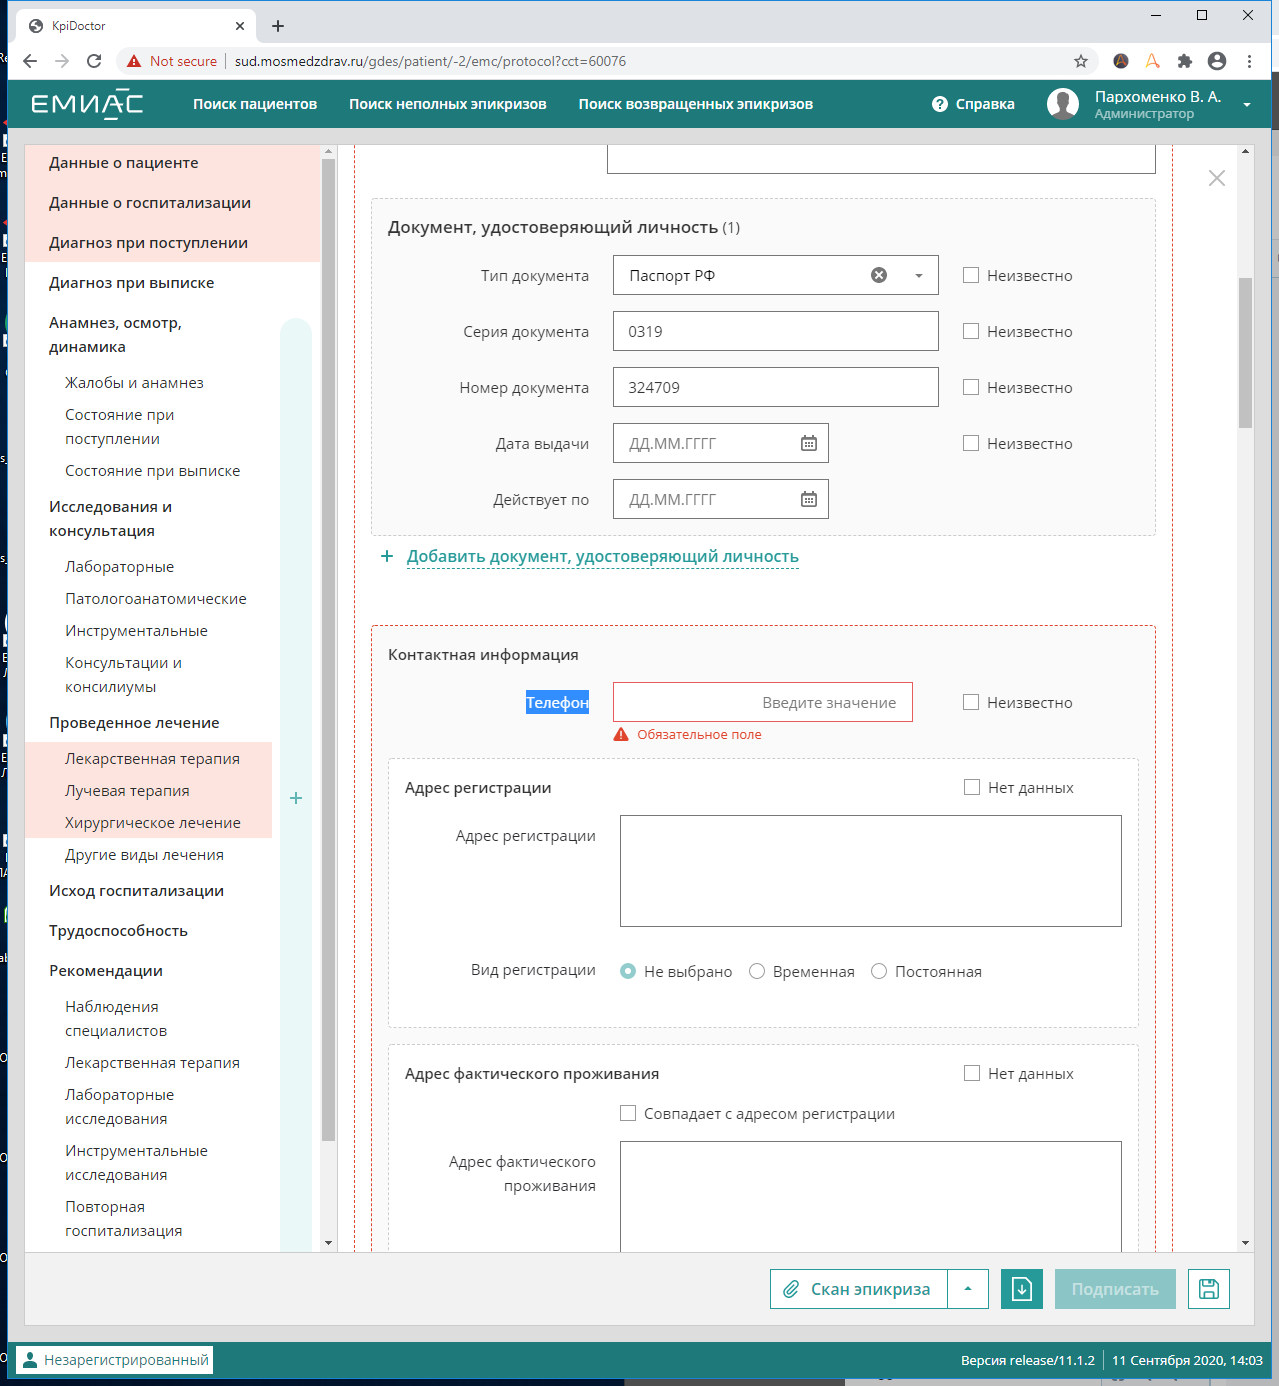 KpiDoctor
Not secure
sud.mosmedzdrav.ru/gdes/patient/-2/emc/protocol?cct=60076
ЕМИАС
Поиск пациентов
Поиск неполных эпикризов
Поиск возвращенных эпикризов
? Справка
Пархоменко В. А.
Администратор
Данные о пациенте
Данные о госпитализации
Диагноз при поступлении
Диагноз при выписке
Анамнез, осмотр,
динамика
Жалобы и анамнез
Состояние при
поступлении
Состояние при выписке
Исследования и
консультация
Лабораторные
Патологоанатомические
Инструментальные
Консультации и
консилиумы
Проведенное лечение
Лекарственная терапия
Лучевая терапия
Хирургическое лечение
Другие виды лечения
Исход госпитализации
Трудоспособность
Рекомендации
Наблюдения
специалистов
Лекарственная терапия
Лабораторные
исследования
Инструментальные
исследования
Повторная
госпитализация
+
Документ, удостоверяющий личность (1)
Тип документа Паспорт РФ Неизвестно
Серия документа 0319 Неизвестно
Номер документа 324709 Неизвестно
Дата выдачи ДД.ММ.ГГГГ Неизвестно
Действует по ДД.ММ.ГГГГ
+ Добавить документ, удостоверяющий личность
Контактная информация
Телефон Введите значение Неизвестно
Обязательное поле
Адрес регистрации Нет данных
Адрес регистрации
Вид регистрации Не выбрано Временная Постоянная
Адрес фактического проживания Нет данных
Совпадает с адресом регистрации
Адрес фактического
проживания
Скан эпикриза
Подписать
Незарегистрированный
Версия release/11.1.2
11 Сентября 2020, 14:03